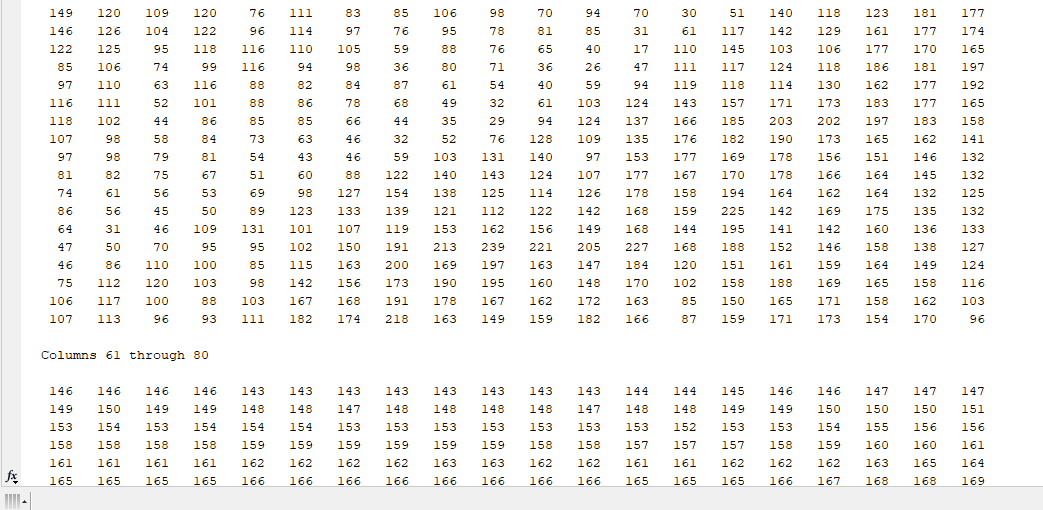 149 120 109 120 76 111 83 85 106 98 70 94 70 30 51 140 118 123 181 177
146 126 104 122 96 114 97 76 95 78 81 85 31 61 117 142 129 161 177 174
122 125 95 118 116 110 105 59 88 76 65 40 17 110 145 103 106 177 170 165
85 106 74 99 116 94 98 36 80 71 36 26 47 111 117 124 118 186 181 197
97 110 63 116 88 82 84 87 61 54 40 59 94 119 118 114 130 162 177 192
116 111 52 101 88 86 78 68 49 32 61 103 124 143 157 171 173 183 177 165
118 102 44 86 85 85 66 44 35 29 94 124 137 166 185 203 202 197 183 158
107 98 58 84 73 63 46 32 52 76 128 109 135 176 182 190 173 165 162 141
97 98 79 81 54 43 46 59 103 131 140 97 153 177 169 178 156 151 146 132
81 82 75 67 51 60 88 122 140 143 124 107 177 167 170 178 166 164 145 132
74 61 56 53 69 98 127 154 138 125 114 126 178 158 194 164 162 164 132 125
86 56 45 50 89 123 133 139 121 112 122 142 168 159 225 142 169 175 135 132
64 31 46 109 131 101 107 119 153 162 156 149 168 144 195 141 142 160 136 133
47 50 70 95 95 102 150 191 213 239 221 205 227 168 188 152 146 158 138 127
46 86 110 100 85 115 163 200 169 197 163 147 184 120 151 161 159 164 149 124
75 112 120 103 98 142 156 173 190 195 160 148 170 102 158 188 169 165 158 116
106 117 100 88 103 167 168 191 178 167 162 172 163 85 150 165 171 158 162 103
107 113 96 93 111 182 174 218 163 149 159 182 166 87 159 171 173 154 170 96
Columns 61 through 80
146 146 146 146 143 143 143 143 143 143 143 143 144 144 145 146 146 147 147 147
149 150 149 149 148 148 147 148 148 148 148 147 148 148 149 149 150 150 150 151
153 154 153 154 154 154 153 153 153 153 153 153 153 152 153 153 154 155 156 156
158 158 158 158 159 159 159 159 159 159 158 158 157 157 157 158 159 160 160 161
161 161 161 161 162 162 162 162 163 163 162 162 161 161 162 162 162 163 165 164
165 165 165 165 166 166 166 166 166 166 166 166 165 165 165 166 167 168 168 169
fx